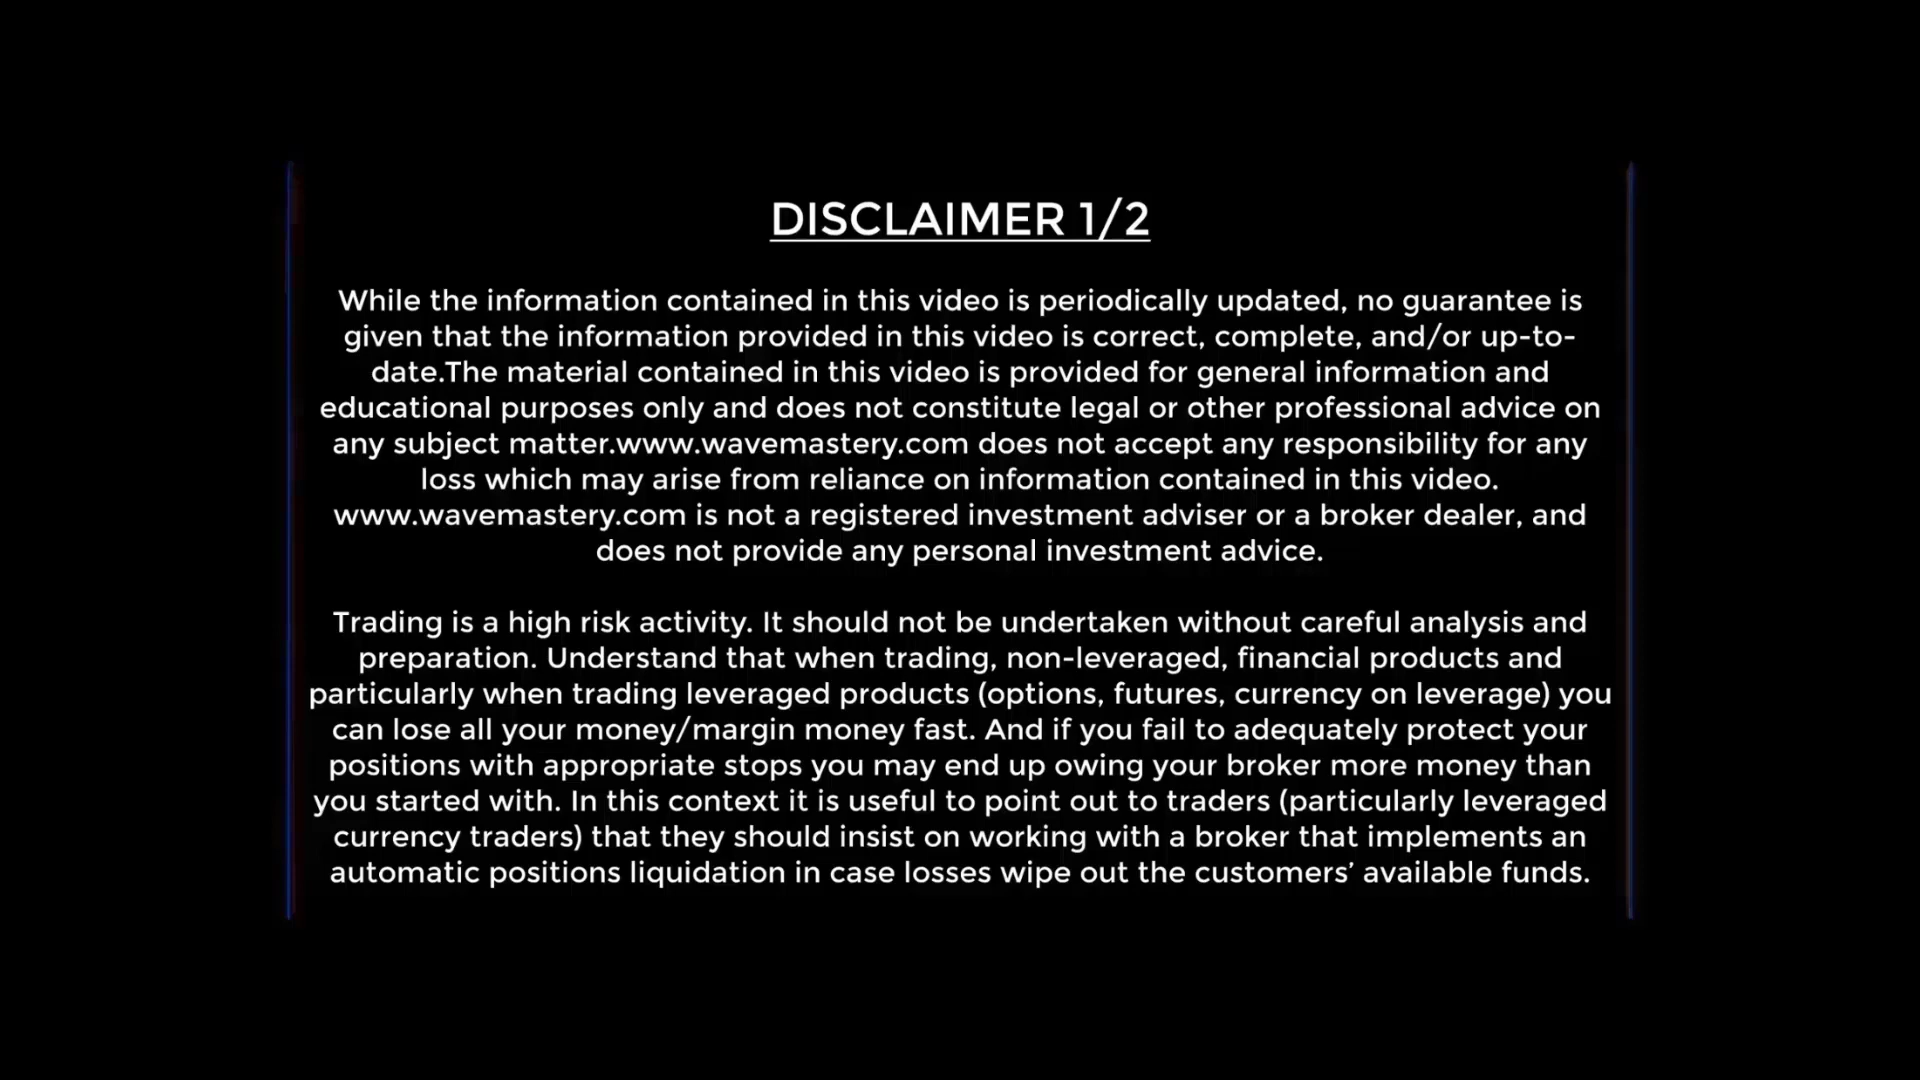 DISCLAIMER 1/2
While the information contained in this video is periodically updated, no guarantee is
given that the information provided in this video is correct, complete, and/or up-to-
date.The material contained in this video is provided for general information and
educational purposes only and does not constitute legal or other professional advice on
any subject matter.www.wavemastery.com does not accept any responsibility for any
loss which may arise from reliance on information contained in this video.
www.wavemastery.com is not a registered investment adviser or a broker dealer, and
does not provide any personal investment advice.
Trading is a high risk activity. It should not be undertaken without careful analysis and
preparation. Understand that when trading, non-leveraged, financial products and
particularly when trading leveraged products (options, futures, currency on leverage) you
can lose all your money/margin money fast. And if you fail to adequately protect your
positions with appropriate stops you may end up owing your broker more money than
you started with. In this context it is useful to point out to traders (particularly leveraged
currency traders) that they should insist on working with a broker that implements an
automatic positions liquidation in case losses wipe out the customers’ available funds.